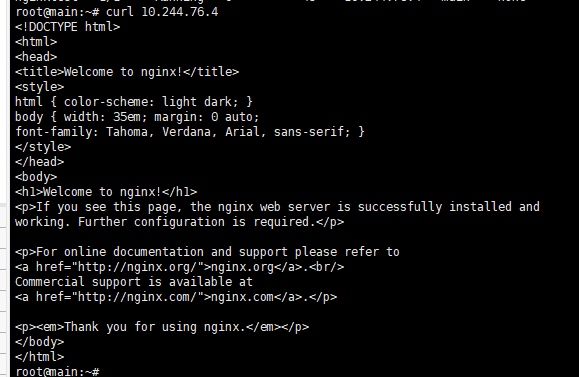 root@main:~# curl 10.244.76.4
<!DOCTYPE html>
<html>
<head>
<title>Welcome to nginx!</title>
<style>
html { color-scheme: light dark; }
body { width: 35em; margin: 0 auto;
font-family: Tahoma, Verdana, Arial, sans-serif; }
</style>
</head>
<body>
<h1>Welcome to nginx!</h1>
<p>If you see this page, the nginx web server is successfully installed and
working. Further configuration is required.</p>

<p>For online documentation and support please refer to
<a href="http://nginx.org/">nginx.org</a>.<br/>
Commercial support is available at
<a href="http://nginx.com/">nginx.com</a>.</p>

<p><em>Thank you for using nginx.</em></p>
</body>
</html>
root@main:~#